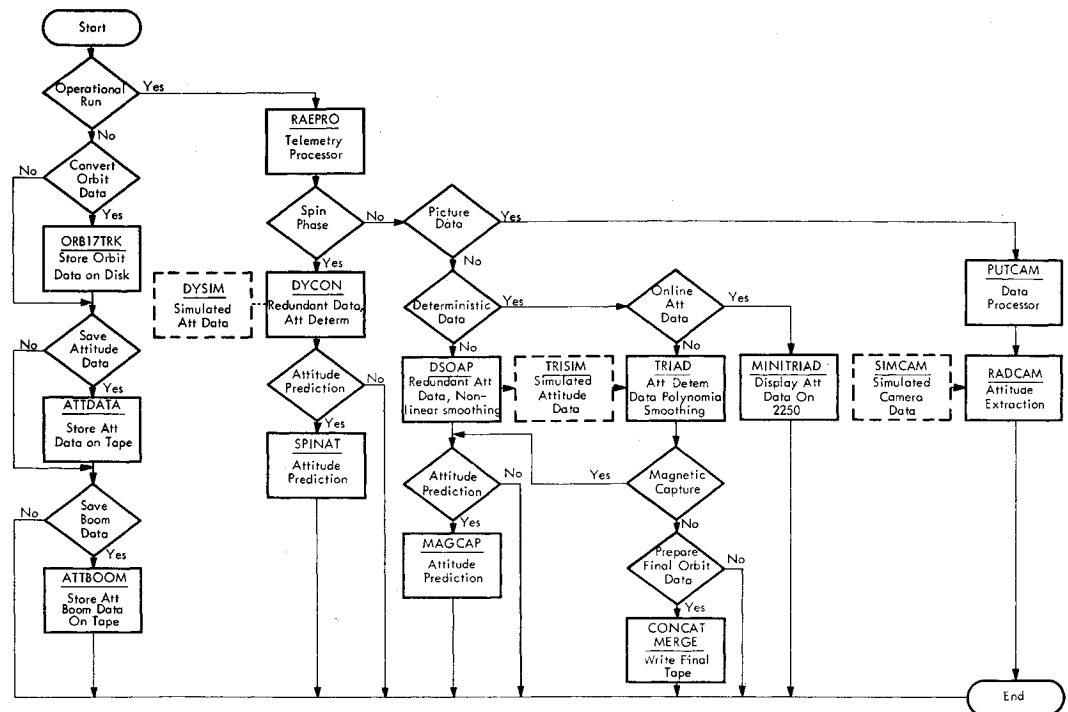 Start
Operational
Run
Yes
No
Convert
Orbit
Data
No
Yes
ORB17TRK
Store Orbit
Data on Disk
Save
Attitude
Data
No
Yes
ATTDATA
Store Att
Data on Tape
Save
Boom
Data
No
Yes
ATTBOOM
Store Att
Boom Data
On Tape
RAEPRO
Telemetry
Processor
Spin
Phase
No
Yes
DYSIM
Simulated
Att Data
DYCON
Redundant Data,
Att Determ
Attitude
Prediction
No
Yes
SPINAT
Attitude
Prediction
Picture
Data
Yes
No
Deterministic
Data
Yes
No
DSOAP
Redundant Att
Data, Non-
linear smoothing
TRISIM
Simulated
Attitude
Data
Attitude
Prediction
No
Yes
MAGCAP
Attitude
Prediction
Online
Att
Data
Yes
No
TRIAD
Att Detem
Data Polynomia
Smoothing
Magnetic
Capture
Yes
No
Prepare
Final Orbit
Data
No
Yes
CONCAT
MERGE
Write Final
Tape
MINITRIAD
Display Att
Data On
2250
PUTCAM
Data
Processor
SIMCAM
Simulated
Camera
Data
RADCAM
Attitude
Extraction
End